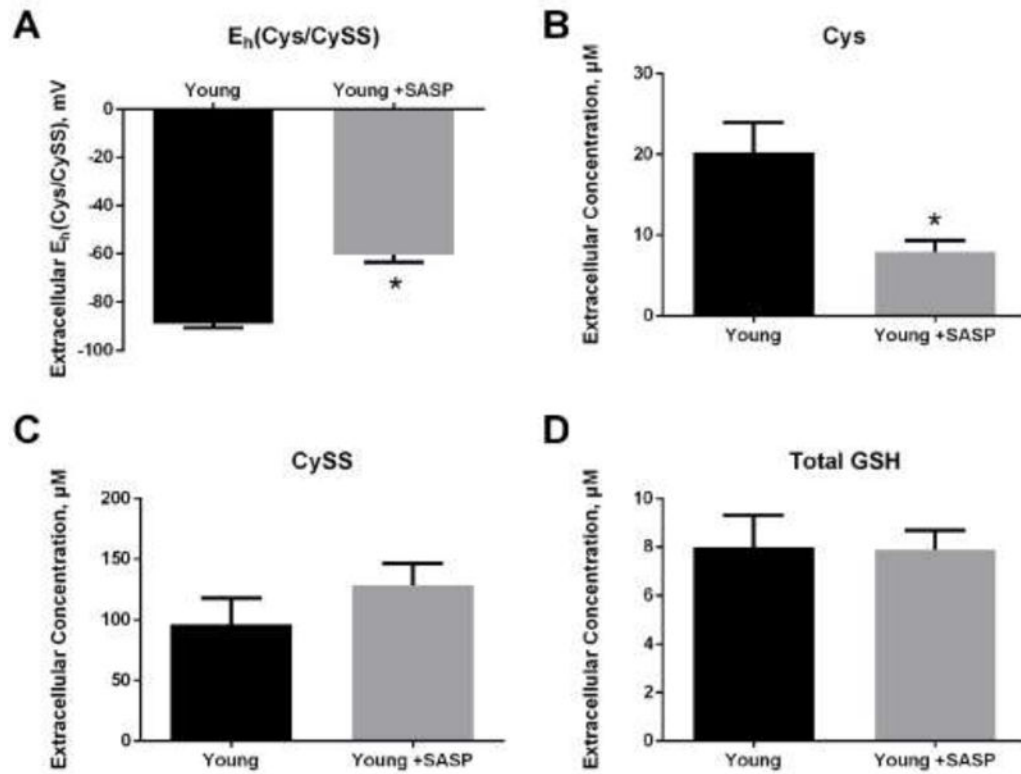 A
E_h(Cys/CySS)
Young Young +SASP
Extracellular E_h(Cys/CySS), mV
0
-20
-40
-60
-80
-100
*
B
Cys
Extracellular Concentration, µM
30
20
10
0
*
Young Young +SASP
C
CySS
Extracellular Concentration, µM
200
150
100
50
0
Young Young +SASP
D
Total GSH
Extracellular Concentration, µM
10
8
6
4
2
0
Young Young +SASP